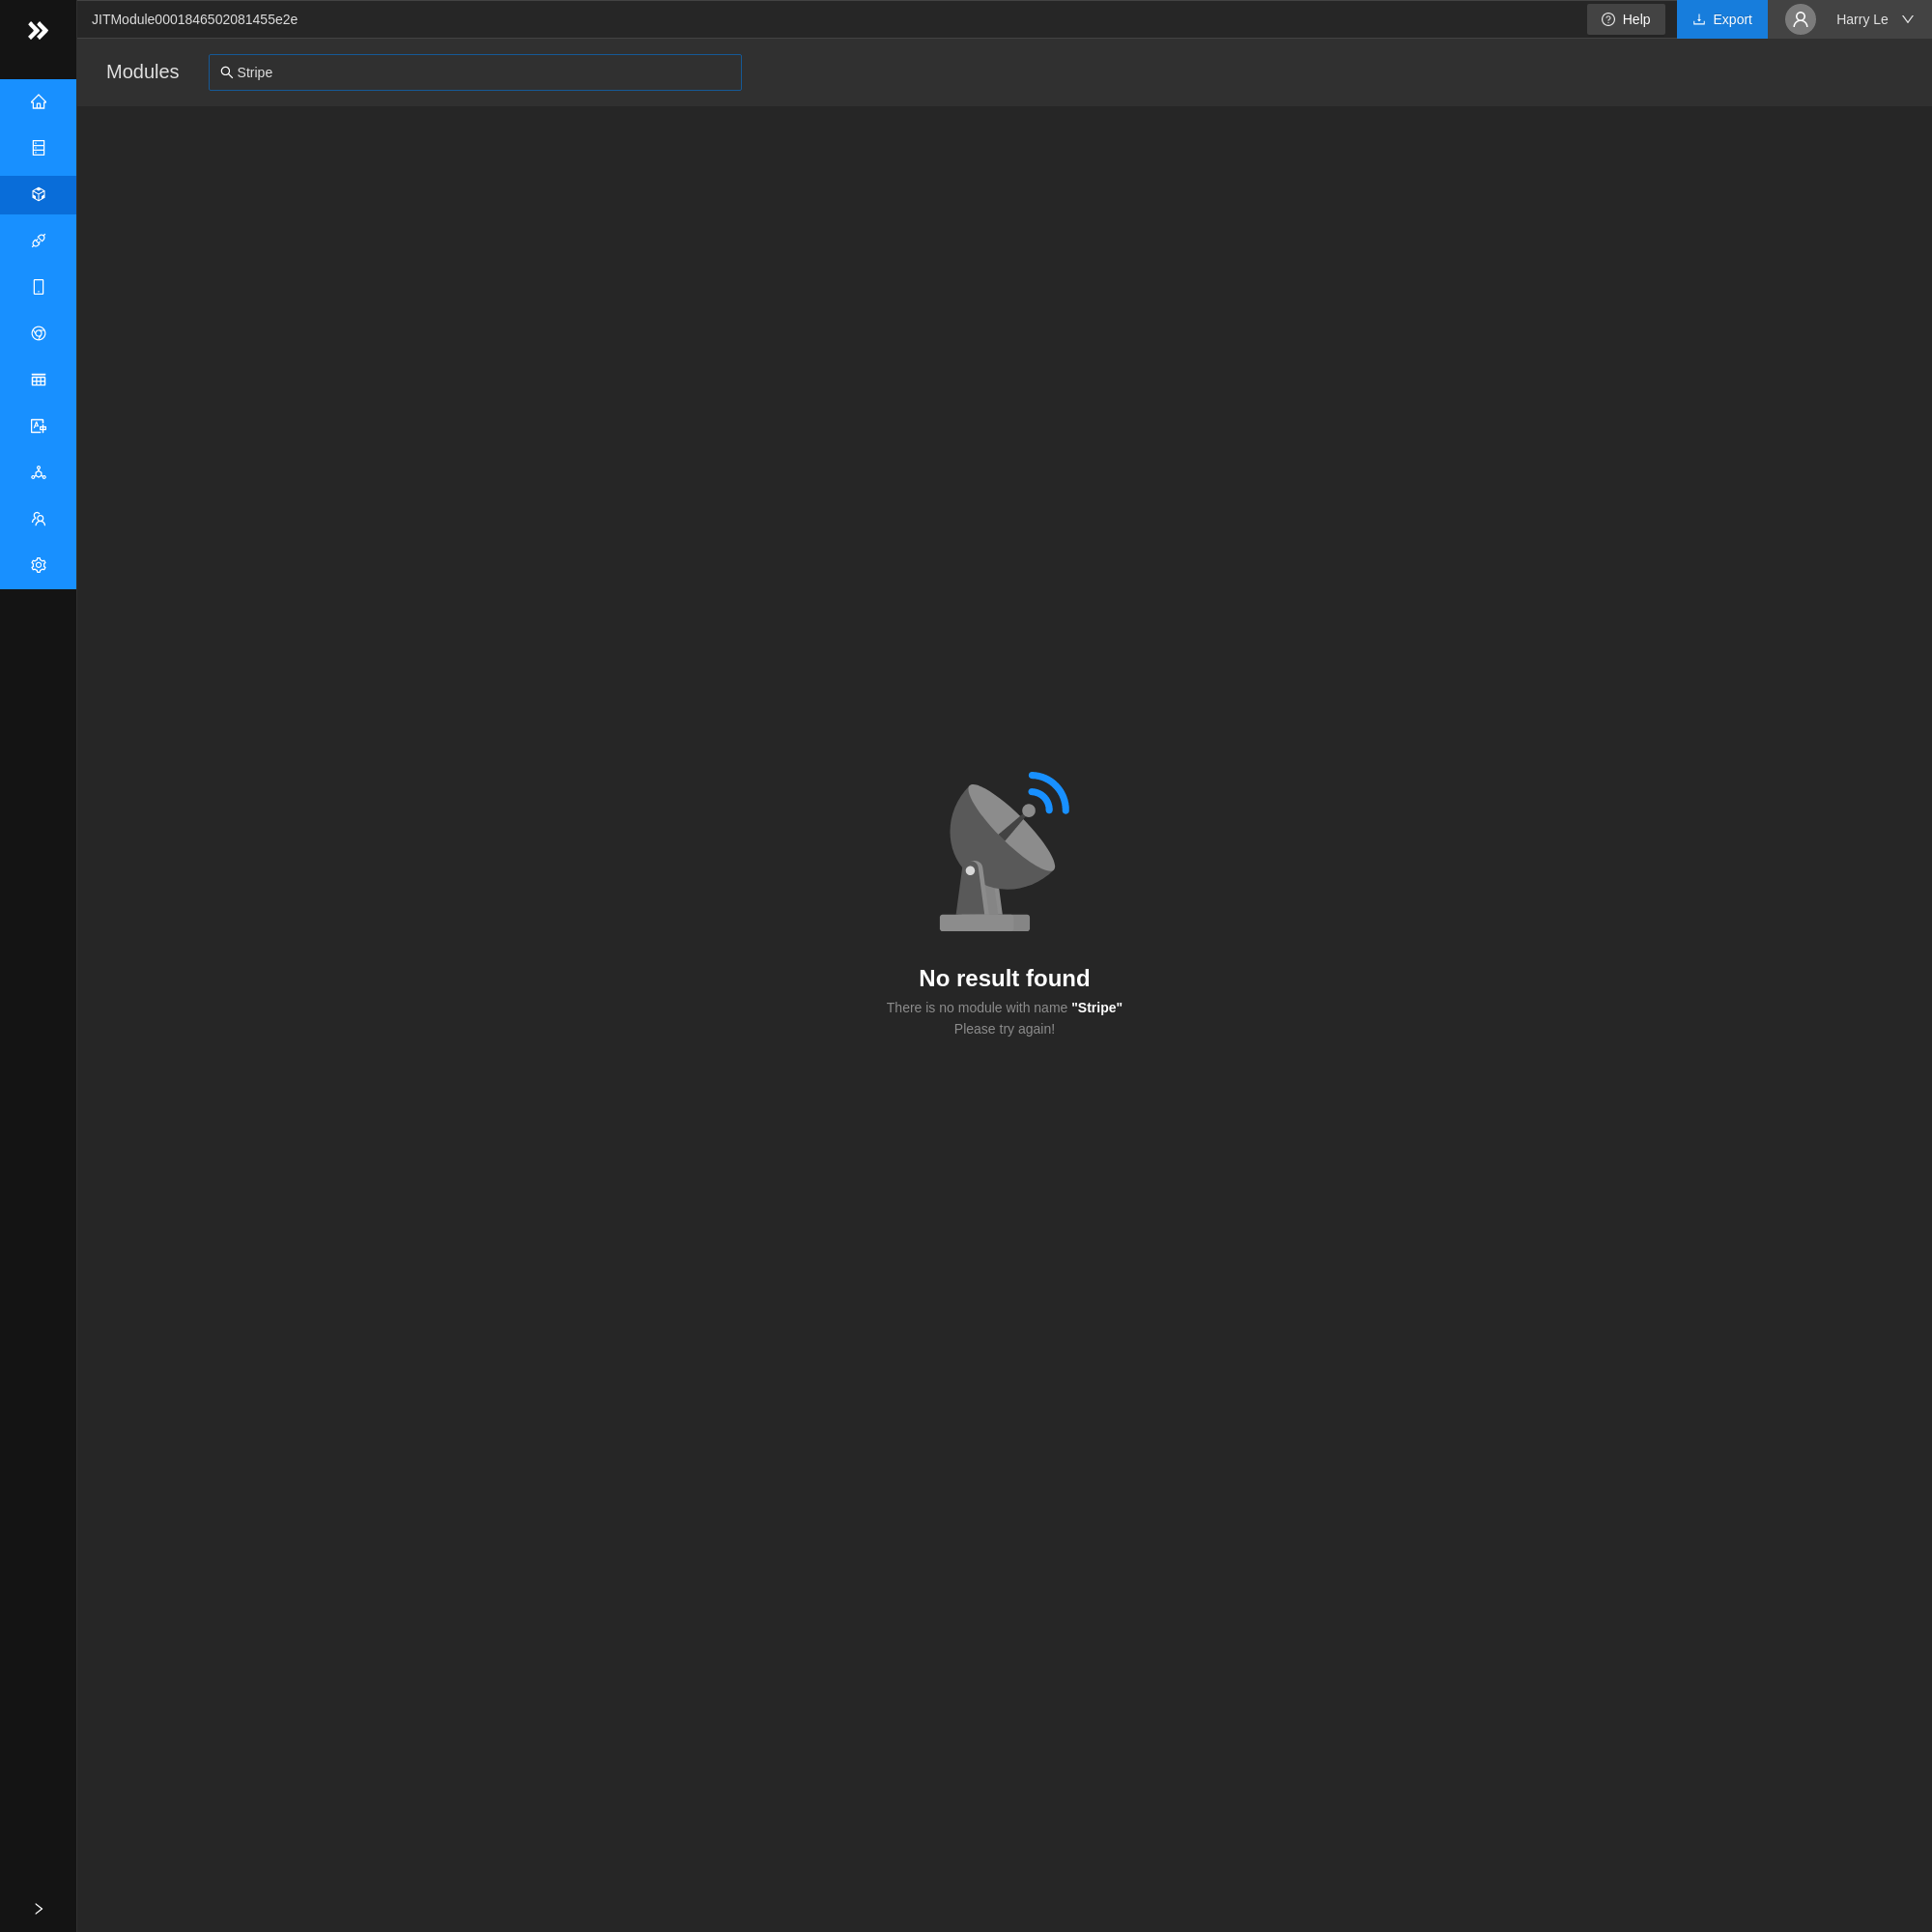 JITModule0001846502081455e2e
Help
Export
Harry Le
Modules
Stripe
No result found
There is no module with name "Stripe"
Please try again!